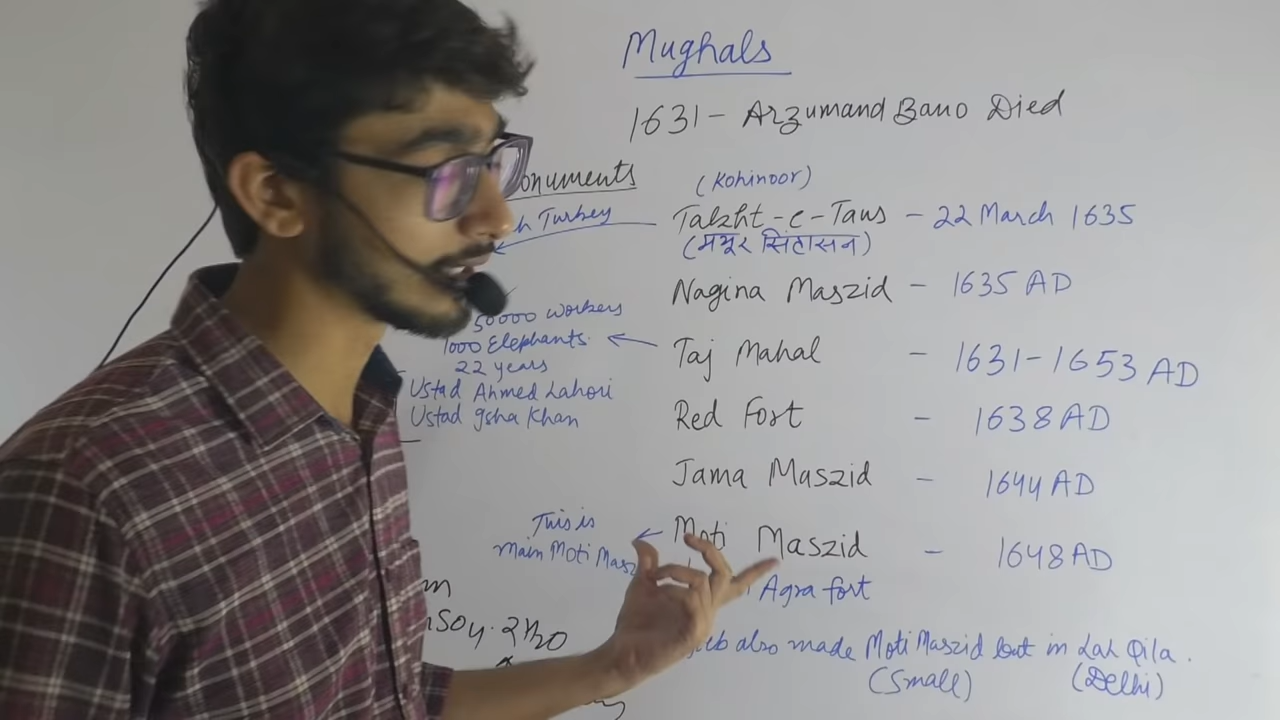 Mughals
1631 - Arzumand Bano Died
onuments
(Kohinoor)
Takht-e-Taus - 22 March 1635
Turkey
(मयूर सिंहासन)
Nagina Maszid - 1635 AD
50000 workers
1000 Elephants
Taj Mahal - 1631-1653 AD
22 years
Ustad Ahmed Lahori
Ustad Isha Khan
Red Fort - 1638 AD
Jama Maszid - 1644 AD
This is
main Moti Masz
Moti Maszid - 1648 AD
Agra fort
SO4.2H2O
also made Moti Maszid but in Lal Qila.
(Small) (Delhi)